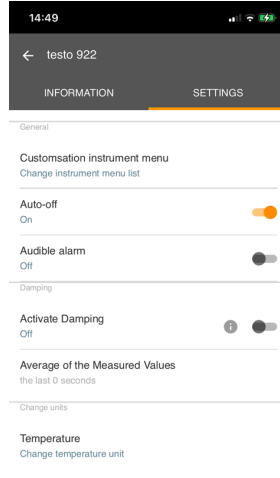 14:49
testo 922
INFORMATION
SETTINGS
General
Customsation instrument menu
Change instrument menu list
Auto-off
On
Audible alarm
Off
Damping
Activate Damping
Off
Average of the Measured Values
the last 0 seconds
Change units
Temperature
Change temperature unit